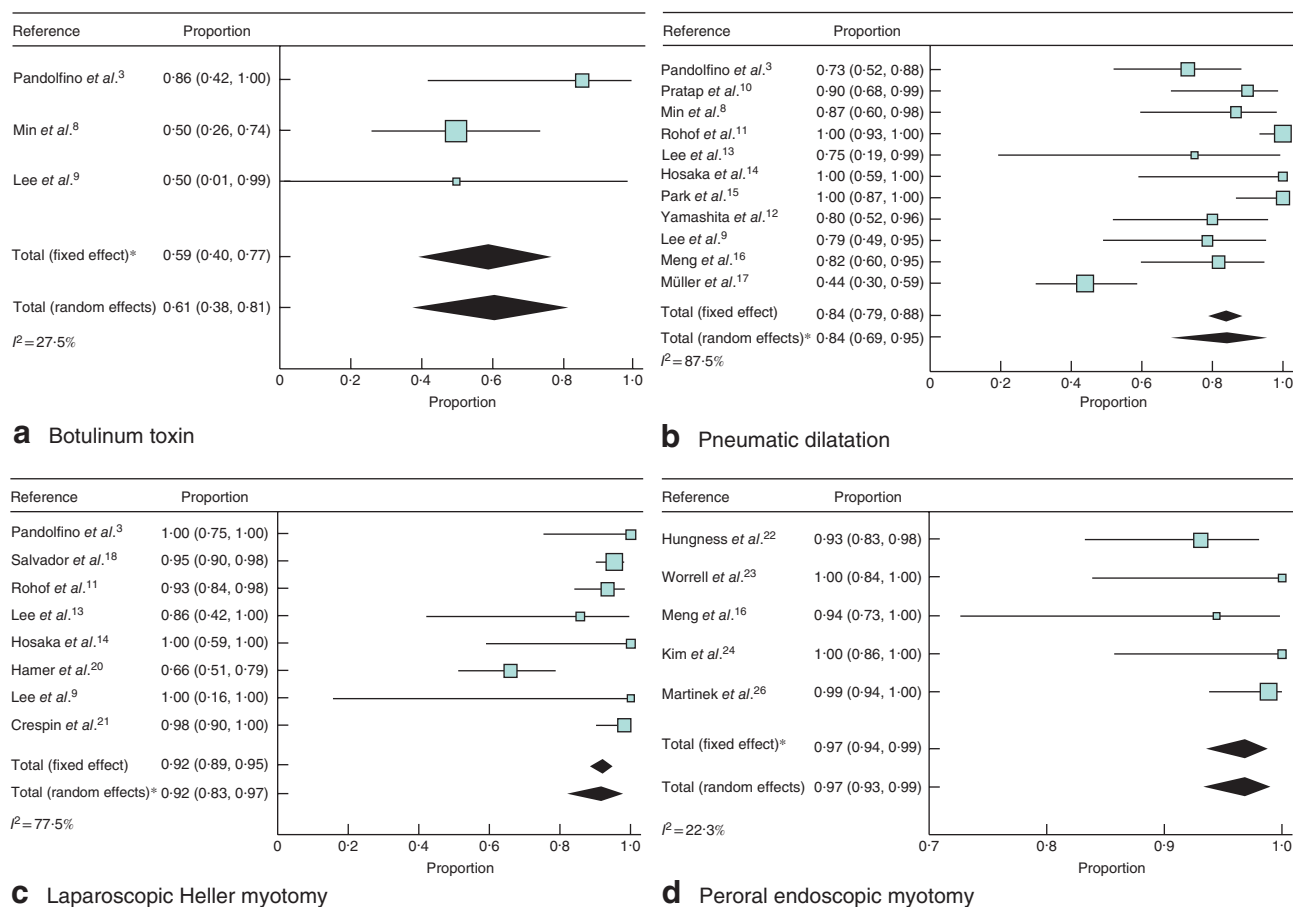 Reference Proportion
Pandolfino et al.3 0·86 (0·42, 1·00)
Min et al.8 0·50 (0·26, 0·74)
Lee et al.9 0·50 (0·01, 0·99)
Total (fixed effect)* 0·59 (0·40, 0·77)
Total (random effects) 0·61 (0·38, 0·81)
I2 = 27·5%
0 0·2 0·4 0·6 0·8 1·0
Proportion
a Botulinum toxin
Reference Proportion
Pandolfino et al.3 0·73 (0·52, 0·88)
Pratap et al.10 0·90 (0·68, 0·99)
Min et al.8 0·87 (0·60, 0·98)
Rohof et al.11 1·00 (0·93, 1·00)
Lee et al.13 0·75 (0·19, 0·99)
Hosaka et al.14 1·00 (0·59, 1·00)
Park et al.15 1·00 (0·87, 1·00)
Yamashita et al.12 0·80 (0·52, 0·96)
Lee et al.9 0·79 (0·49, 0·95)
Meng et al.16 0·82 (0·60, 0·95)
Müller et al.17 0·44 (0·30, 0·59)
Total (fixed effect) 0·84 (0·79, 0·88)
Total (random effects)* 0·84 (0·69, 0·95)
I2 = 87·5%
0 0·2 0·4 0·6 0·8 1·0
Proportion
b Pneumatic dilatation
Reference Proportion
Pandolfino et al.3 1·00 (0·75, 1·00)
Salvador et al.18 0·95 (0·90, 0·98)
Rohof et al.11 0·93 (0·84, 0·98)
Lee et al.13 0·86 (0·42, 1·00)
Hosaka et al.14 1·00 (0·59, 1·00)
Hamer et al.20 0·66 (0·51, 0·79)
Lee et al.9 1·00 (0·16, 1·00)
Crespin et al.21 0·98 (0·90, 1·00)
Total (fixed effect) 0·92 (0·89, 0·95)
Total (random effects)* 0·92 (0·83, 0·97)
I2 = 77·5%
0 0·2 0·4 0·6 0·8 1·0
Proportion
c Laparoscopic Heller myotomy
Reference Proportion
Hungness et al.22 0·93 (0·83, 0·98)
Worrell et al.23 1·00 (0·84, 1·00)
Meng et al.16 0·94 (0·73, 1·00)
Kim et al.24 1·00 (0·86, 1·00)
Martinek et al.26 0·99 (0·94, 1·00)
Total (fixed effect)* 0·97 (0·94, 0·99)
Total (random effects) 0·97 (0·93, 0·99)
I2 = 22·3%
0·7 0·8 0·9 1·0
Proportion
d Peroral endoscopic myotomy